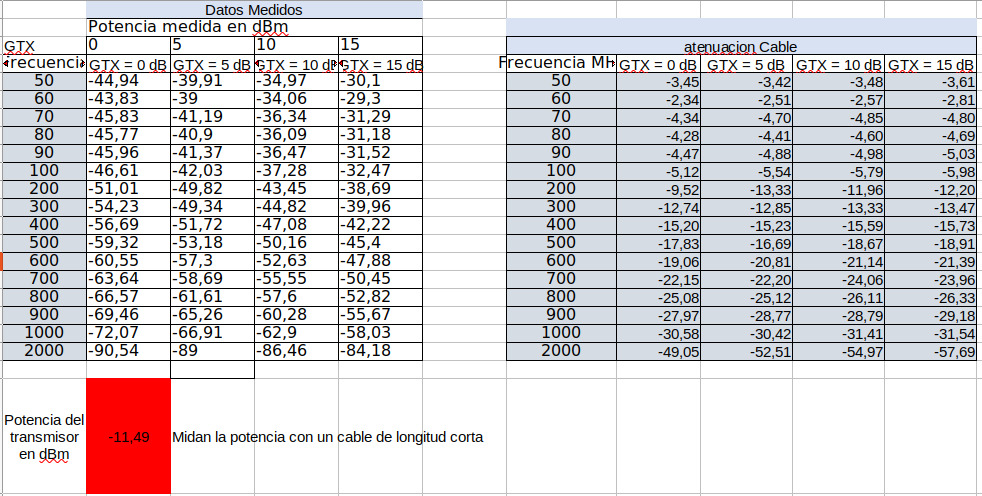 Datos Medidos
Potencia medida en dBm
GTX 0 5 10 15
atenuacion Cable
frecuencia GTX = 0 dB GTX = 5 dB GTX = 10 dB GTX = 15 dB Frecuencia MH GTX = 0 dB GTX = 5 dB GTX = 10 dB GTX = 15 dB
50 -44,94 -39,91 -34,97 -30,1 50 -3,45 -3,42 -3,48 -3,61
60 -43,83 -39 -34,06 -29,3 60 -2,34 -2,51 -2,57 -2,81
70 -45,83 -41,19 -36,34 -31,29 70 -4,34 -4,70 -4,85 -4,80
80 -45,77 -40,9 -36,09 -31,18 80 -4,28 -4,41 -4,60 -4,69
90 -45,96 -41,37 -36,47 -31,52 90 -4,47 -4,88 -4,98 -5,03
100 -46,61 -42,03 -37,28 -32,47 100 -5,12 -5,54 -5,79 -5,98
200 -51,01 -49,82 -43,45 -38,69 200 -9,52 -13,33 -11,96 -12,20
300 -54,23 -49,34 -44,82 -39,96 300 -12,74 -12,85 -13,33 -13,47
400 -56,69 -51,72 -47,08 -42,22 400 -15,20 -15,23 -15,59 -15,73
500 -59,32 -53,18 -50,16 -45,4 500 -17,83 -16,69 -18,67 -18,91
600 -60,55 -57,3 -52,63 -47,88 600 -19,06 -20,81 -21,14 -21,39
700 -63,64 -58,69 -55,55 -50,45 700 -22,15 -22,20 -24,06 -23,96
800 -66,57 -61,61 -57,6 -52,82 800 -25,08 -25,12 -26,11 -26,33
900 -69,46 -65,26 -60,28 -55,67 900 -27,97 -28,77 -28,79 -29,18
1000 -72,07 -66,91 -62,9 -58,03 1000 -30,58 -30,42 -31,41 -31,54
2000 -90,54 -89 -86,46 -84,18 2000 -49,05 -52,51 -54,97 -57,69
Potencia del
transmisor
en dBm
-11,49 Midan la potencia con un cable de longitud corta